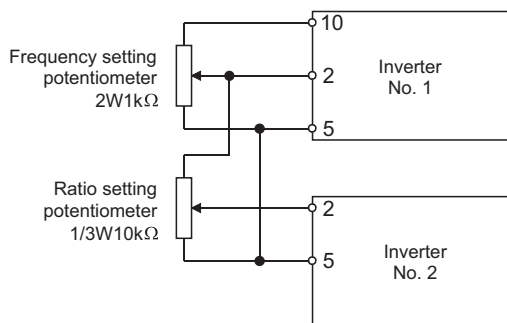 10
Frequency setting
potentiometer
2W1kΩ
2
Inverter
No. 1
5
Ratio setting
potentiometer
1/3W10kΩ
2
5
Inverter
No. 2